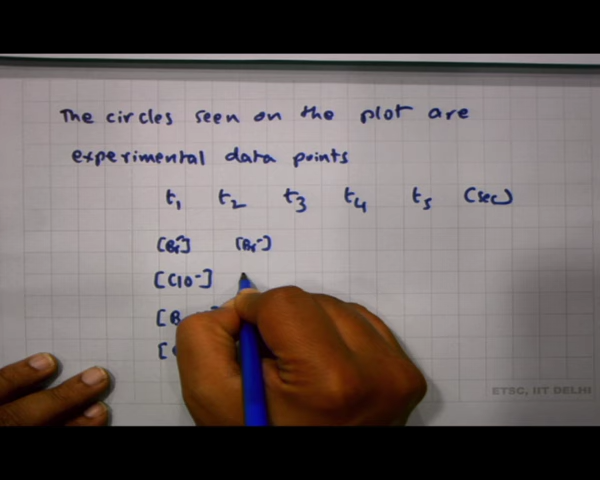 The circles seen on the plot are
experimental data points
t1 t2 t3 t4 t5 (sec)
[Br-] [Br-]
[ClO-]
[B
[
ETSC, IIT DELHI